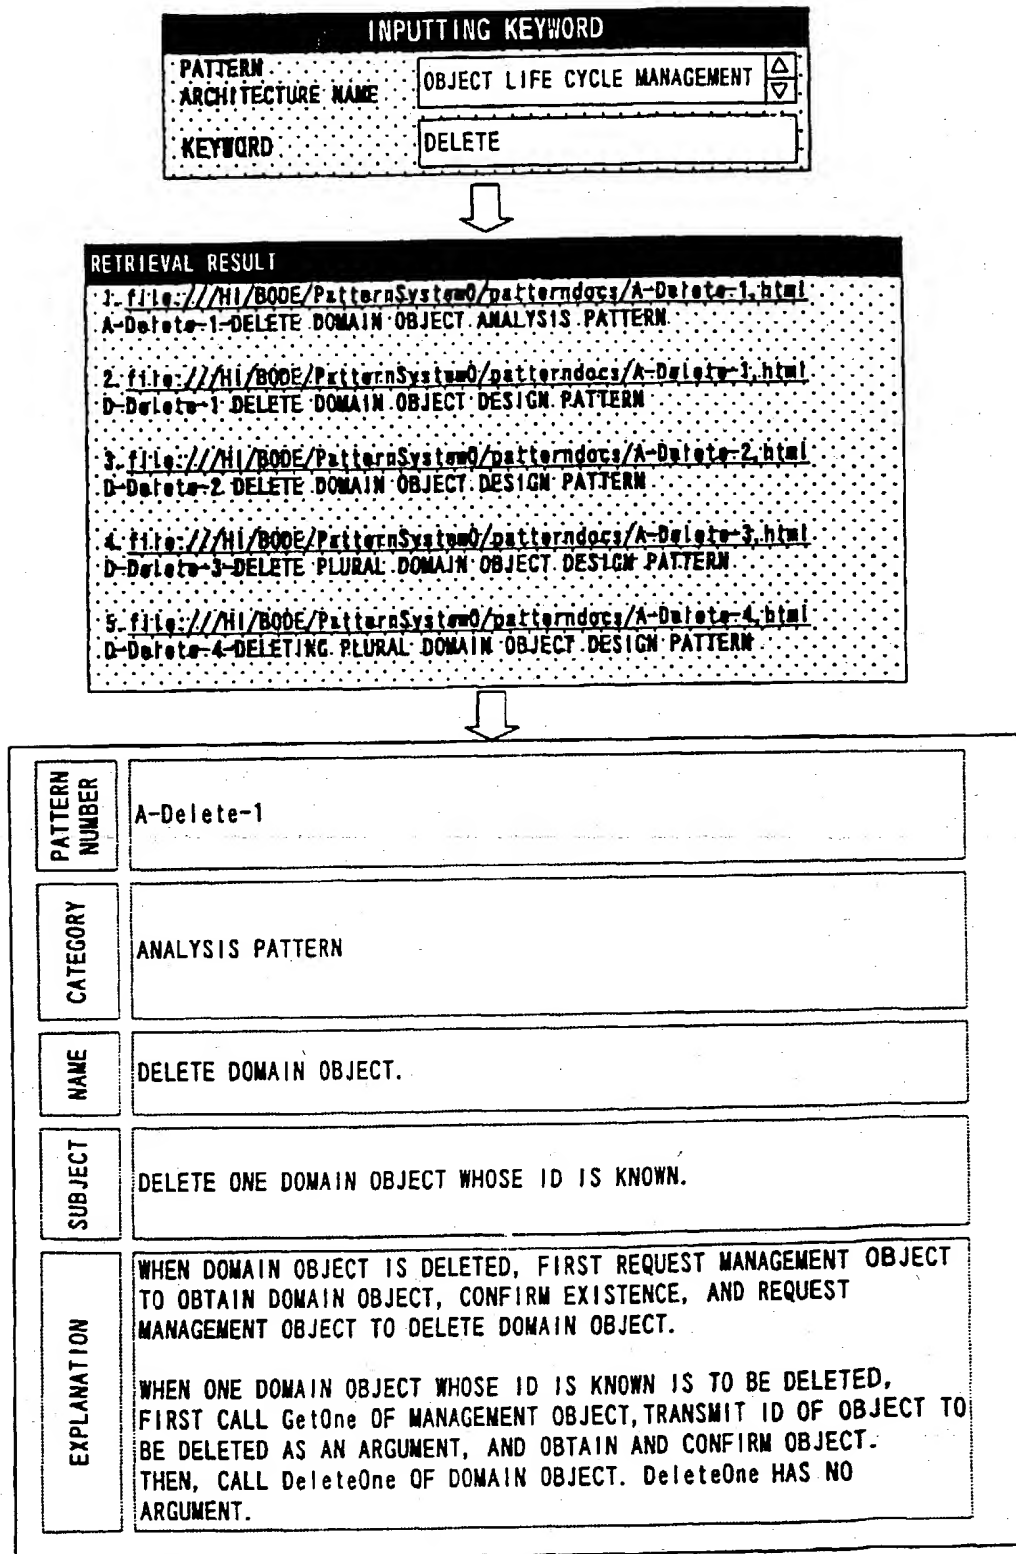 INPUTTING KEYWORD
PATTERN
ARCHITECTURE NAME
OBJECT LIFE CYCLE MANAGEMENT
KEYWORD
DELETE
RETRIEVAL RESULT
1. file:///HI/BODE/PatternSystem0/patterndocs/A-Delete-1.html
A-Delete-1-DELETE DOMAIN OBJECT ANALYSIS PATTERN
2. file:///HI/BODE/PatternSystem0/patterndocs/A-Delete-1.html
D-Delete-1 DELETE DOMAIN OBJECT DESIGN PATTERN
3. file:///HI/BODE/PatternSystem0/patterndocs/A-Delete-2.html
D-Delete-2 DELETE DOMAIN OBJECT DESIGN PATTERN
4. file:///HI/BODE/PatternSystem0/patterndocs/A-Delete-3.html
D-Delete-3-DELETE PLURAL DOMAIN OBJECT DESIGN PATTERN
5. file:///HI/BODE/PatternSystem0/patterndocs/A-Delete-4.html
D-Delete-4-DELETING PLURAL DOMAIN OBJECT DESIGN PATTERN
PATTERN
NUMBER
A-Delete-1
CATEGORY
ANALYSIS PATTERN
NAME
DELETE DOMAIN OBJECT.
SUBJECT
DELETE ONE DOMAIN OBJECT WHOSE ID IS KNOWN.
EXPLANATION
WHEN DOMAIN OBJECT IS DELETED, FIRST REQUEST MANAGEMENT OBJECT
TO OBTAIN DOMAIN OBJECT, CONFIRM EXISTENCE, AND REQUEST
MANAGEMENT OBJECT TO DELETE DOMAIN OBJECT.
WHEN ONE DOMAIN OBJECT WHOSE ID IS KNOWN IS TO BE DELETED,
FIRST CALL GetOne OF MANAGEMENT OBJECT, TRANSMIT ID OF OBJECT TO
BE DELETED AS AN ARGUMENT, AND OBTAIN AND CONFIRM OBJECT.
THEN, CALL DeleteOne OF DOMAIN OBJECT. DeleteOne HAS NO
ARGUMENT.